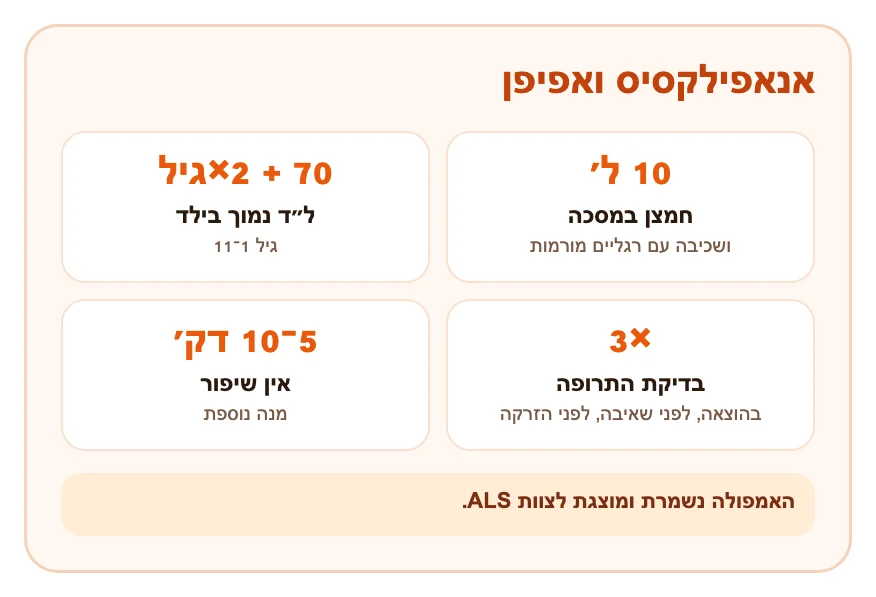 אנאפילקסיס ואפיפן
10 ל׳
חמצן במסכה
ושכיבה עם רגליים מורמות
70 + 2×גיל
ל״ד נמוך בילד
גיל 1־11
×3
בדיקת התרופה
בהוצאה, לפני שאיבה, לפני הזרקה
5־10 דק׳
אין שיפור
מנה נוספת
האמפולה נשמרת ומוצגת לצוות ALS.